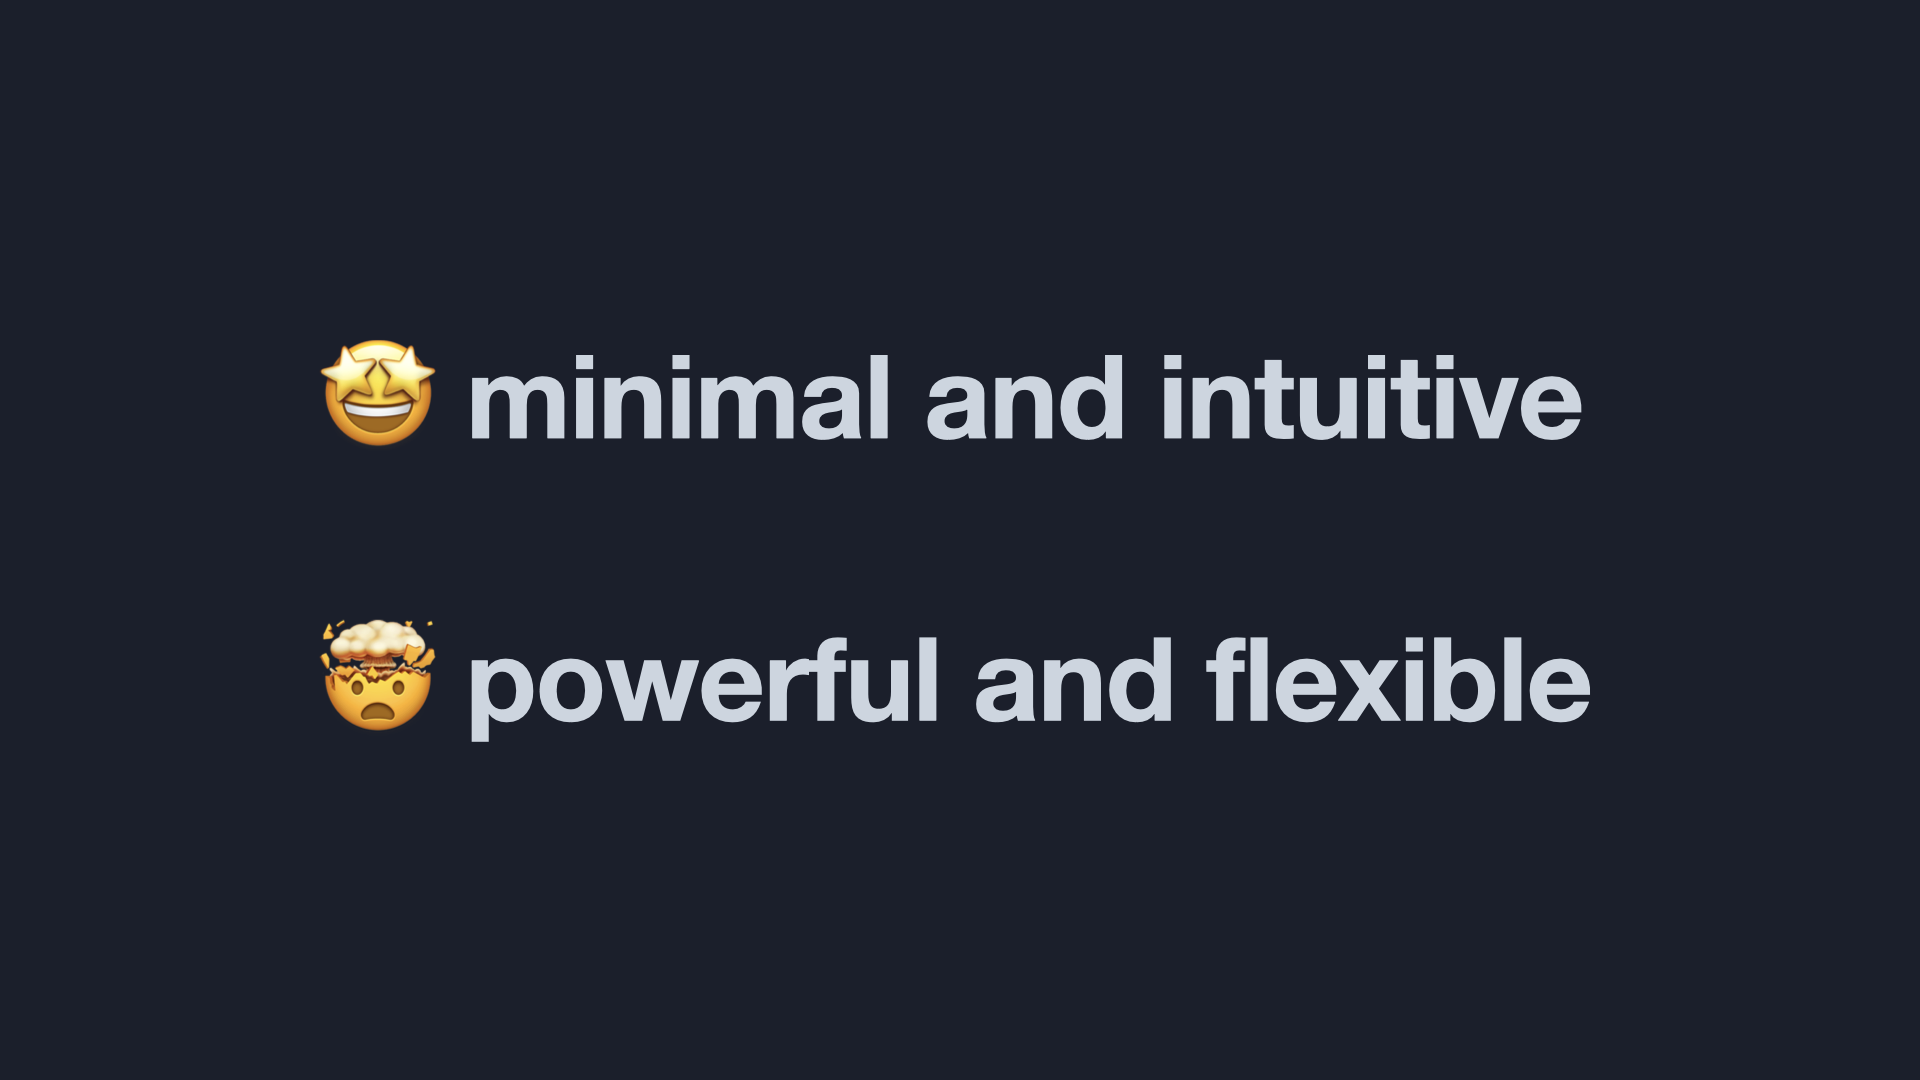 🤩 minimal and intuitive
🤯 powerful and flexible